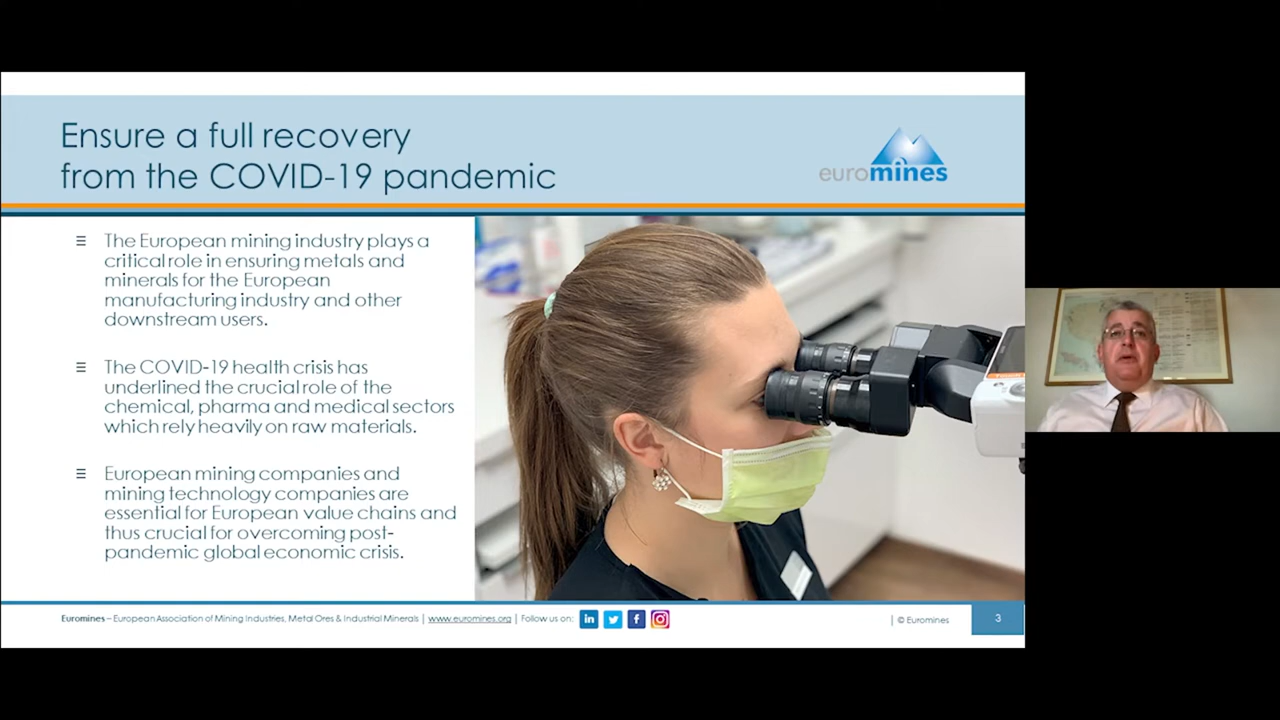 Ensure a full recovery
from the COVID-19 pandemic
euromines
The European mining industry plays a
critical role in ensuring metals and
minerals for the European
manufacturing industry and other
downstream users.
The COVID-19 health crisis has
underlined the crucial role of the
chemical, pharma and medical sectors
which rely heavily on raw materials.
European mining companies and
mining technology companies are
essential for European value chains and
thus crucial for overcoming post-
pandemic global economic crisis.
Euromines – European Association of Mining Industries, Metal Ores & Industrial Minerals | www.euromines.org | Follow us on:
| © Euromines
3